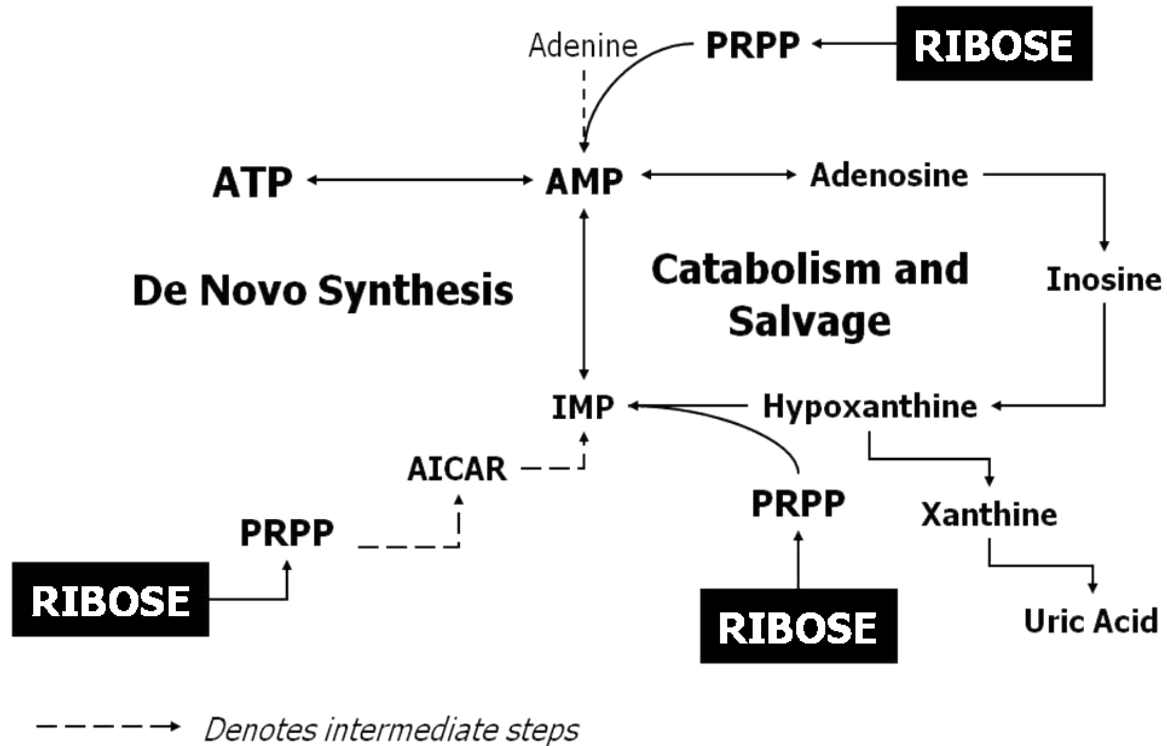 Adenine
PRPP
RIBOSE
ATP
AMP
Adenosine
De Novo Synthesis
Catabolism and
Salvage
Inosine
IMP
Hypoxanthine
AICAR
PRPP
PRPP
Xanthine
RIBOSE
RIBOSE
Uric Acid
Denotes intermediate steps